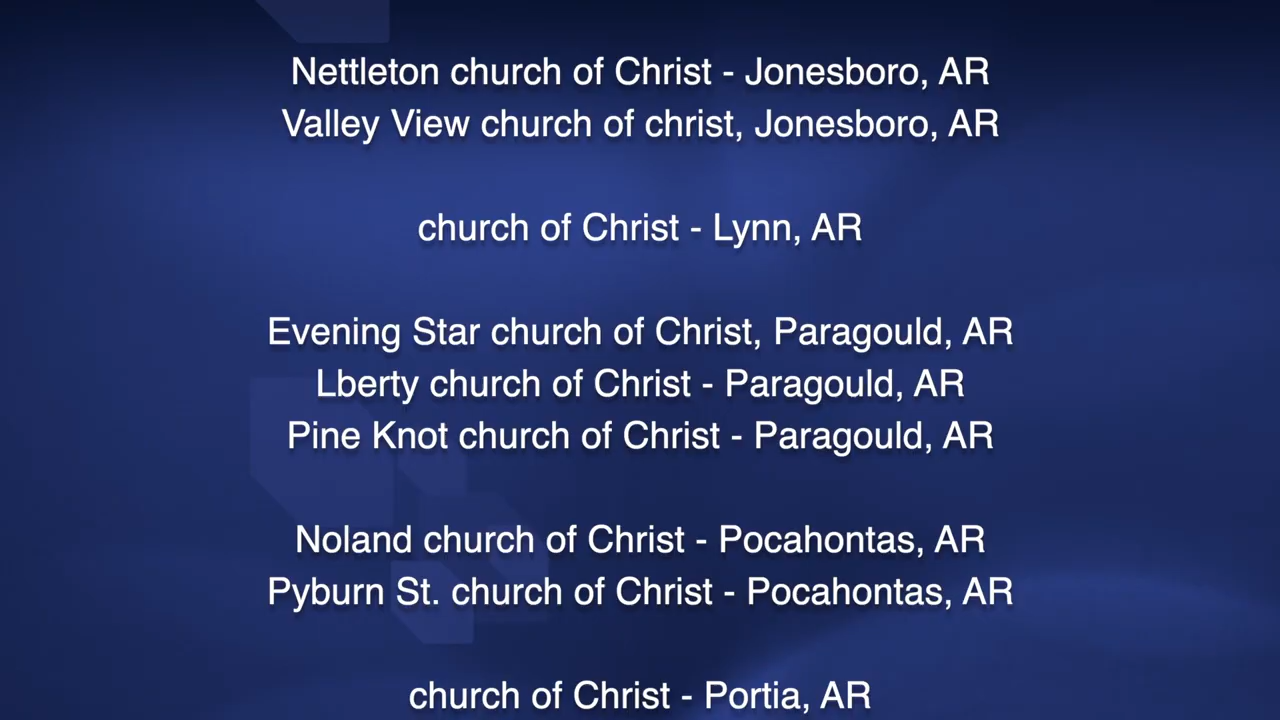 Nettleton church of Christ - Jonesboro, AR
Valley View church of christ, Jonesboro, AR
church of Christ - Lynn, AR
Evening Star church of Christ, Paragould, AR
Lberty church of Christ - Paragould, AR
Pine Knot church of Christ - Paragould, AR
Noland church of Christ - Pocahontas, AR
Pyburn St. church of Christ - Pocahontas, AR
church of Christ - Portia, AR